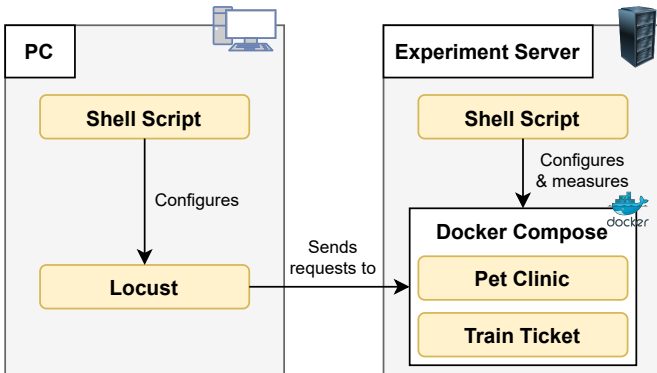 PC
Shell Script
Configures
Locust
Sends
requests to
Experiment Server
Shell Script
Configures
& measures
docker
Docker Compose
Pet Clinic
Train Ticket